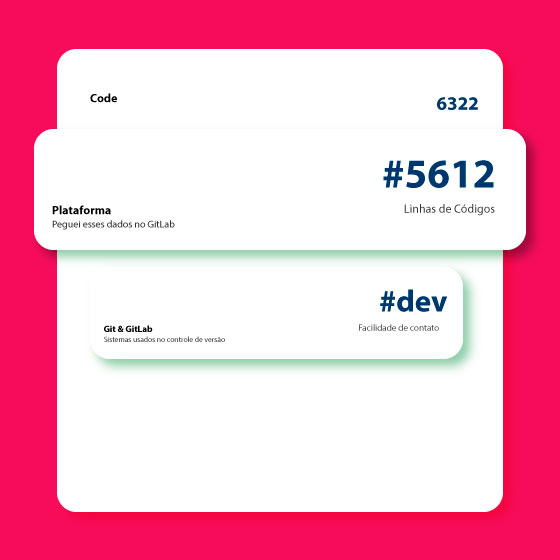 Code
6322
#5612
Linhas de Códigos
Plataforma
Peguei esses dados no GitLab
#dev
Facilidade de contato
Git & GitLab
Sistemas usados no controle de versão